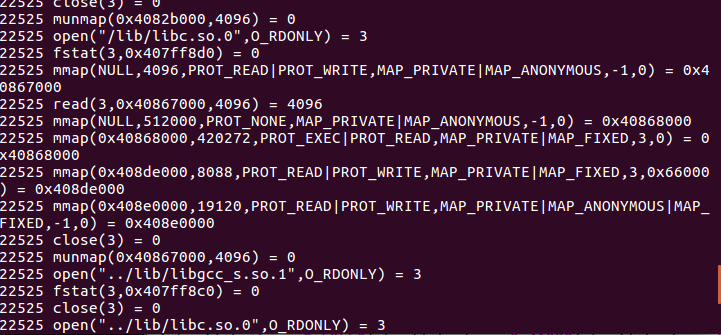 22525 close(3) = 0
22525 munmap(0x4082b000,4096) = 0
22525 open("/lib/libc.so.0",O_RDONLY) = 3
22525 fstat(3,0x407ff8d0) = 0
22525 mmap(NULL,4096,PROT_READ|PROT_WRITE,MAP_PRIVATE|MAP_ANONYMOUS,-1,0) = 0x4
0867000
22525 read(3,0x40867000,4096) = 4096
22525 mmap(NULL,512000,PROT_NONE,MAP_PRIVATE|MAP_ANONYMOUS,-1,0) = 0x40868000
22525 mmap(0x40868000,420272,PROT_EXEC|PROT_READ,MAP_PRIVATE|MAP_FIXED,3,0) = 0
x40868000
22525 mmap(0x408de000,8088,PROT_READ|PROT_WRITE,MAP_PRIVATE|MAP_FIXED,3,0x66000
) = 0x408de000
22525 mmap(0x408e0000,19120,PROT_READ|PROT_WRITE,MAP_PRIVATE|MAP_ANONYMOUS|MAP_
FIXED,-1,0) = 0x408e0000
22525 close(3) = 0
22525 munmap(0x40867000,4096) = 0
22525 open("../lib/libgcc_s.so.1",O_RDONLY) = 3
22525 fstat(3,0x407ff8c0) = 0
22525 close(3) = 0
22525 open("../lib/libc.so.0",O_RDONLY) = 3